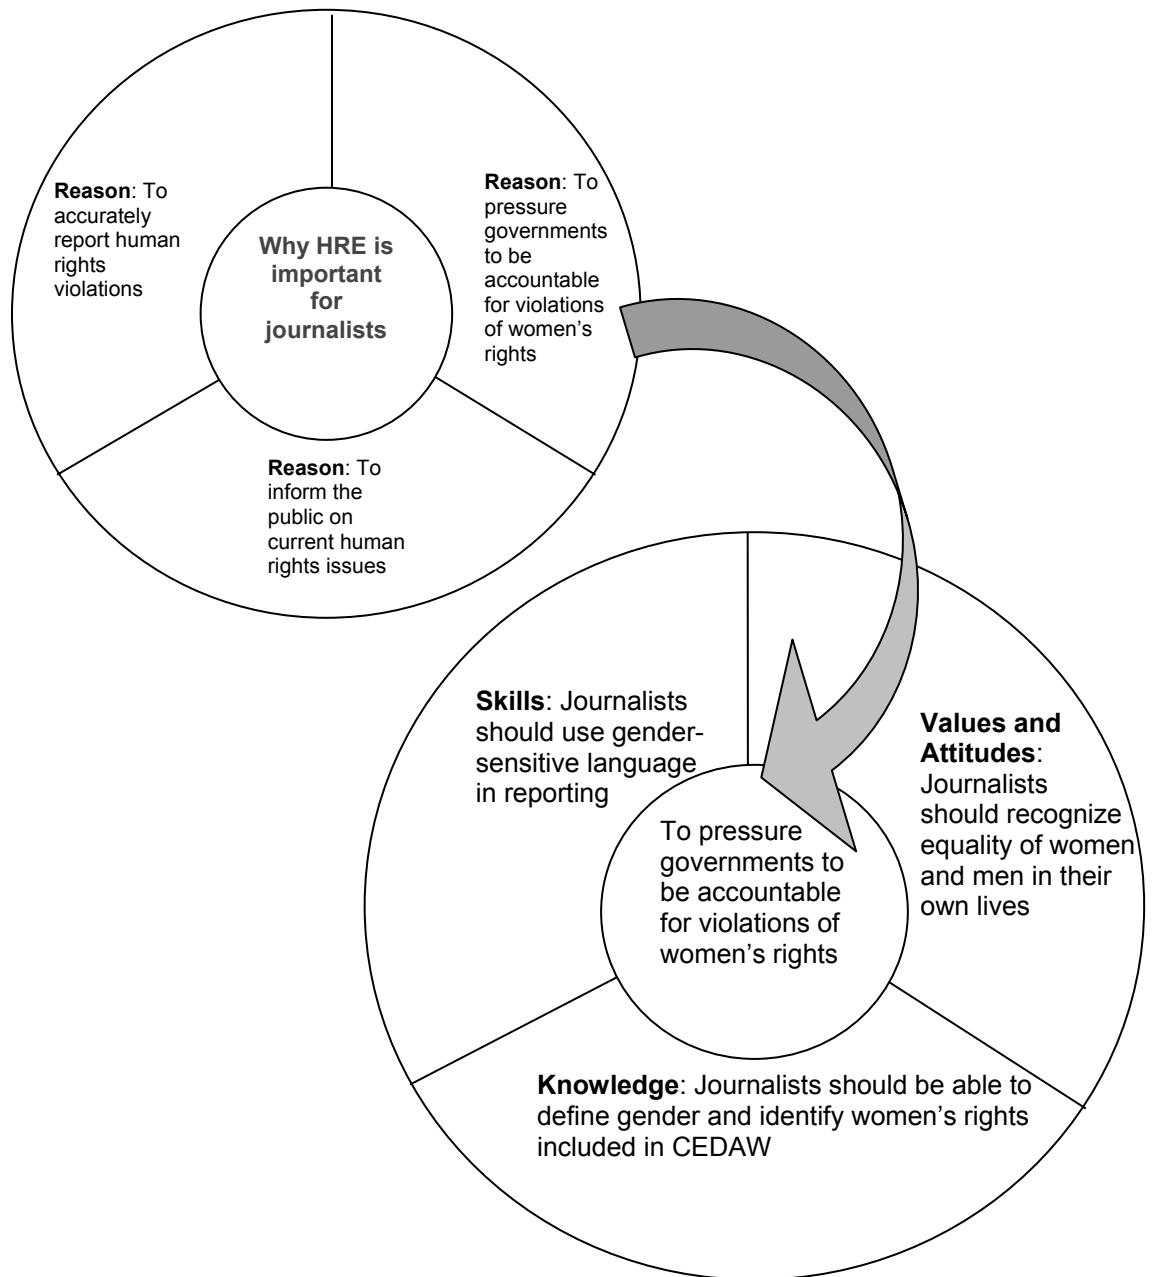 Reason: To
accurately
report human
rights
violations
Why HRE is
important
for
journalists
Reason: To
pressure
governments
to be
accountable
for violations
of women’s
rights
Reason: To
inform the
public on
current human
rights issues
Skills: Journalists
should use gender-
sensitive language
in reporting
Values and
Attitudes:
Journalists
should recognize
equality of women
and men in their
own lives
To pressure
governments to
be accountable
for violations of
women’s rights
Knowledge: Journalists should be able to
define gender and identify women’s rights
included in CEDAW